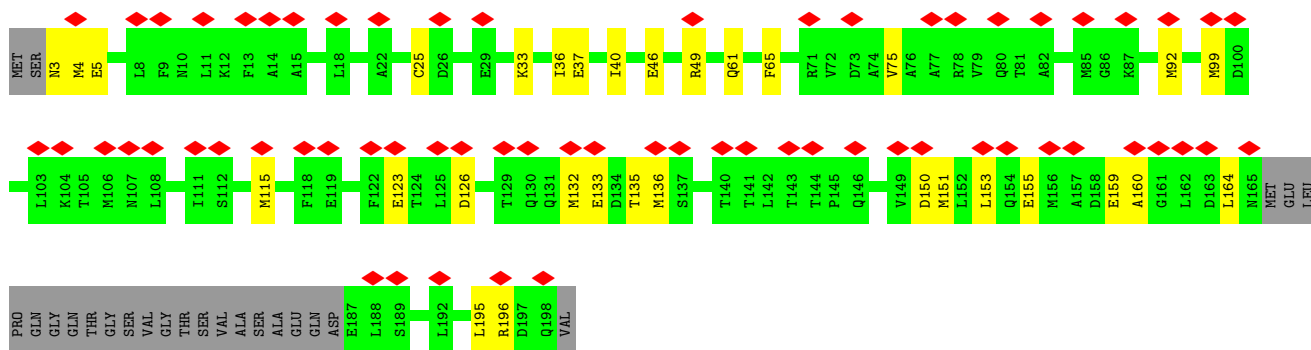 MET SER N3 M4 E5 L8 F9 N10 L11 K12 F13 A14 A15 L18 A22 C25 D26 E29 K33 I36 E37 I40 E46 R49 Q61 F65 R71 V72 D73 A74 V75 A76 A77 R78 V79 Q80 T81 A82 M85 G86 K87 M92 M99 D100
L103 K104 T105 M106 N107 L108 I111 S112 M115 F118 E119 F122 E123 T124 L125 D126 T129 Q130 Q131 M132 E133 D134 T135 M136 S137 T140 T141 L142 T143 T144 P145 Q146 V149 D150 M151 L152 L153 Q154 E155 M156 A157 D158 E159 A160 G161 L162 D163 L164 N165 MET GLU LEU
PRO GLN GLY GLN THR GLY SER VAL GLY THR SER VAL ALA SER ALA GLU GLN ASP E187 L188 S189 L192 L195 R196 D197 Q198 VAL